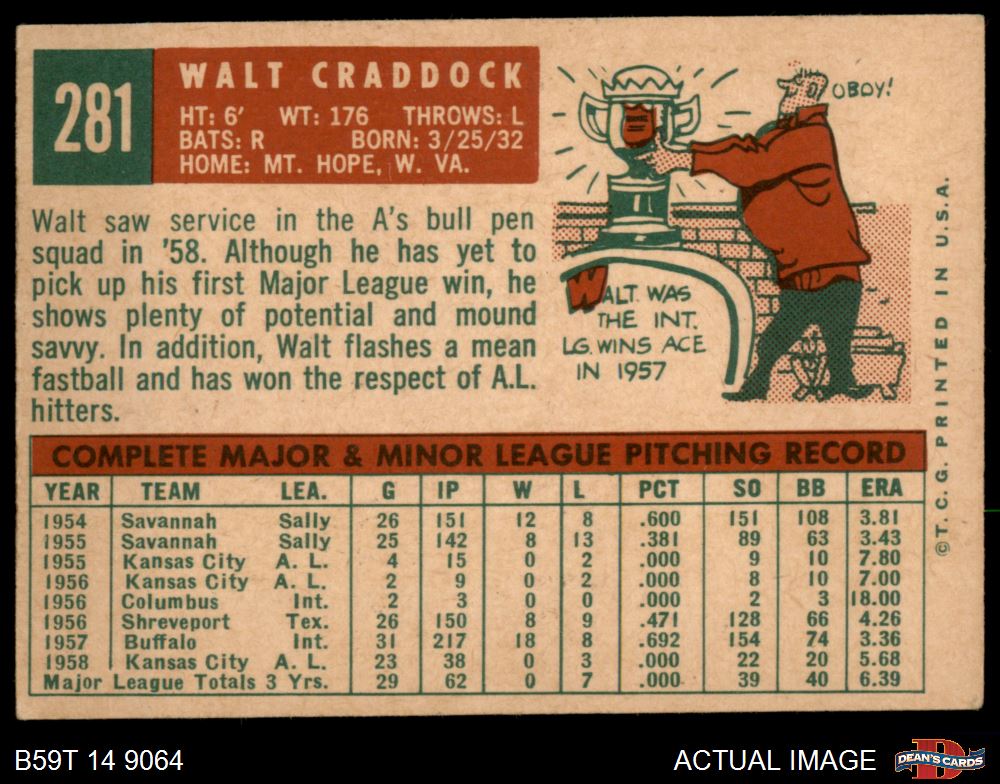 281
WALT CRADDOCK
HT: 6' WT: 176 THROWS: L
BATS: R BORN: 3/25/32
HOME: MT. HOPE, W. VA.
Walt saw service in the A's bull pen
squad in '58. Although he has yet to
pick up his first Major League win, he
shows plenty of potential and mound
savvy. In addition, Walt flashes a mean
fastball and has won the respect of A.L.
hitters.
OBOY!
WALT WAS
THE INT.
LG. WINS ACE
IN 1957
COMPLETE MAJOR & MINOR LEAGUE PITCHING RECORD
YEAR TEAM LEA. G IP W L PCT SO BB ERA
1954 Savannah Sally 26 151 12 8 .600 151 108 3.81
1955 Savannah Sally 25 142 8 13 .381 89 63 3.43
1955 Kansas City A. L. 4 15 0 2 .000 9 10 7.80
1956 Kansas City A. L. 2 9 0 2 .000 8 10 7.00
1956 Columbus Int. 2 3 0 0 .000 2 3 18.00
1956 Shreveport Tex. 26 150 8 9 .471 128 66 4.26
1957 Buffalo Int. 31 217 18 8 .692 154 74 3.36
1958 Kansas City A. L. 23 38 0 3 .000 22 20 5.68
Major League Totals 3 Yrs. 29 62 0 7 .000 39 40 6.39
© T. C. G. PRINTED IN U.S.A.
B59T 14 9064
ACTUAL IMAGE
DEAN'S CARDS